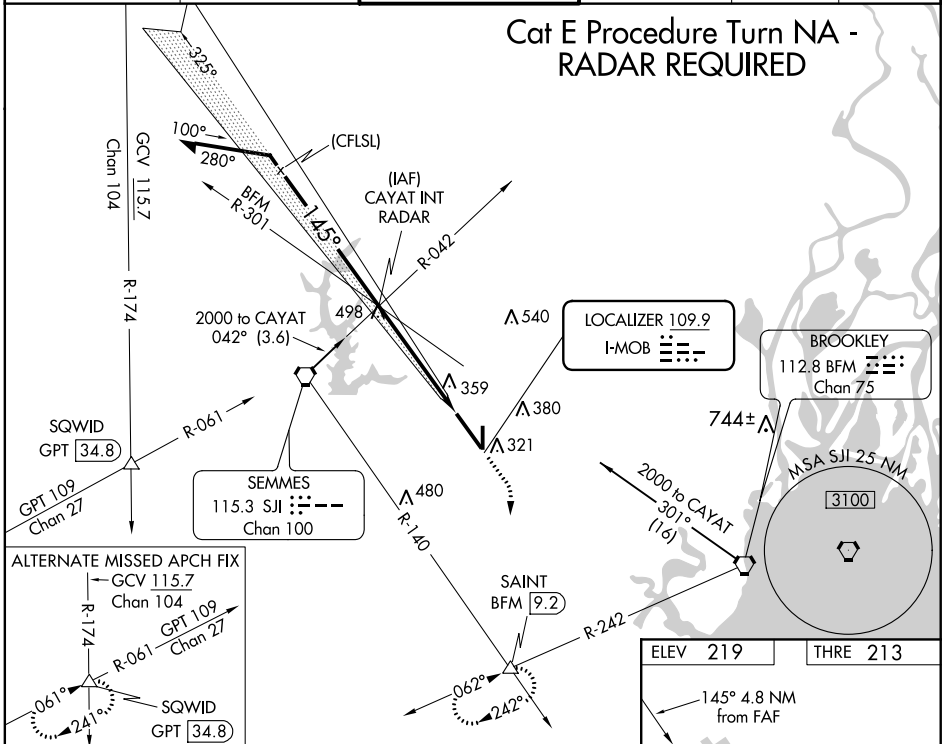 Cat E Procedure Turn NA -
RADAR REQUIRED
325°
100°
280°
(CFLSL)
GCV 115.7
Chan 104
BFM
R-301
145°
(IAF)
CAYAT INT
RADAR
R-042
R-174
498
2000 to CAYAT
042° (3.6)
540
LOCALIZER 109.9
I-MOB
BROOKLEY
112.8 BFM
Chan 75
359
380
321
744±
SQWID
GPT 34.8
R-061
GPT 109
Chan 27
SEMMES
115.3 SJI
Chan 100
480
R-140
2000 to CAYAT
301°
(16)
MSA SJI 25 NM
3100
ALTERNATE MISSED APCH FIX
GCV 115.7
Chan 104
R-174
GPT 109
R-061
Chan 27
061°
241°
SQWID
GPT 34.8
SAINT
BFM 9.2
R-242
062°
242°
ELEV 219
THRE 213
145° 4.8 NM
from FAF